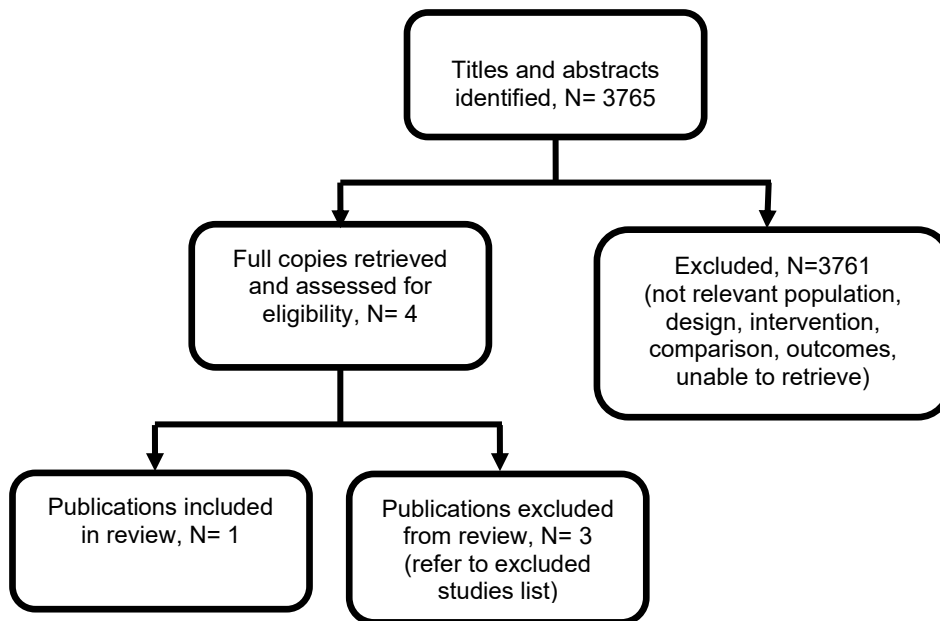 Titles and abstracts
identified, N= 3765
Full copies retrieved
and assessed for
eligibility, N= 4
Excluded, N=3761
(not relevant population,
design, intervention,
comparison, outcomes,
unable to retrieve)
Publications included
in review, N= 1
Publications excluded
from review, N= 3
(refer to excluded
studies list)